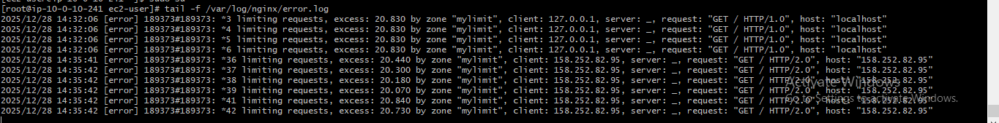 [root@ip-10-0-10-241 ec2-user]# tail -f /var/log/nginx/error.log
2025/12/28 14:32:06 [error] 189373#189373: *3 limiting requests, excess: 20.830 by zone "mylimit", client: 127.0.0.1, server: _, request: "GET / HTTP/1.0", host: "localhost"
2025/12/28 14:32:06 [error] 189373#189373: *4 limiting requests, excess: 20.830 by zone "mylimit", client: 127.0.0.1, server: _, request: "GET / HTTP/1.0", host: "localhost"
2025/12/28 14:32:06 [error] 189373#189373: *5 limiting requests, excess: 20.830 by zone "mylimit", client: 127.0.0.1, server: _, request: "GET / HTTP/1.0", host: "localhost"
2025/12/28 14:32:06 [error] 189373#189373: *6 limiting requests, excess: 20.830 by zone "mylimit", client: 127.0.0.1, server: _, request: "GET / HTTP/1.0", host: "localhost"
2025/12/28 14:35:41 [error] 189373#189373: *36 limiting requests, excess: 20.440 by zone "mylimit", client: 158.252.82.95, server: _, request: "GET / HTTP/2.0", host: "158.252.82.95"
2025/12/28 14:35:42 [error] 189373#189373: *37 limiting requests, excess: 20.300 by zone "mylimit", client: 158.252.82.95, server: _, request: "GET / HTTP/2.0", host: "158.252.82.95"
2025/12/28 14:35:42 [error] 189373#189373: *38 limiting requests, excess: 20.180 by zone "mylimit", client: 158.252.82.95, server: _, request: "GET / HTTP/2.0", host: "158.252.82.95"
2025/12/28 14:35:42 [error] 189373#189373: *39 limiting requests, excess: 20.070 by zone "mylimit", client: 158.252.82.95, server: _, request: "GET / HTTP/2.0", host: "158.252.82.95"
2025/12/28 14:35:42 [error] 189373#189373: *41 limiting requests, excess: 20.840 by zone "mylimit", client: 158.252.82.95, server: _, request: "GET / HTTP/2.0", host: "158.252.82.95"
2025/12/28 14:35:42 [error] 189373#189373: *42 limiting requests, excess: 20.730 by zone "mylimit", client: 158.252.82.95, server: _, request: "GET / HTTP/2.0", host: "158.252.82.95"
Activate Windows
Go to Settings to activate Windows.